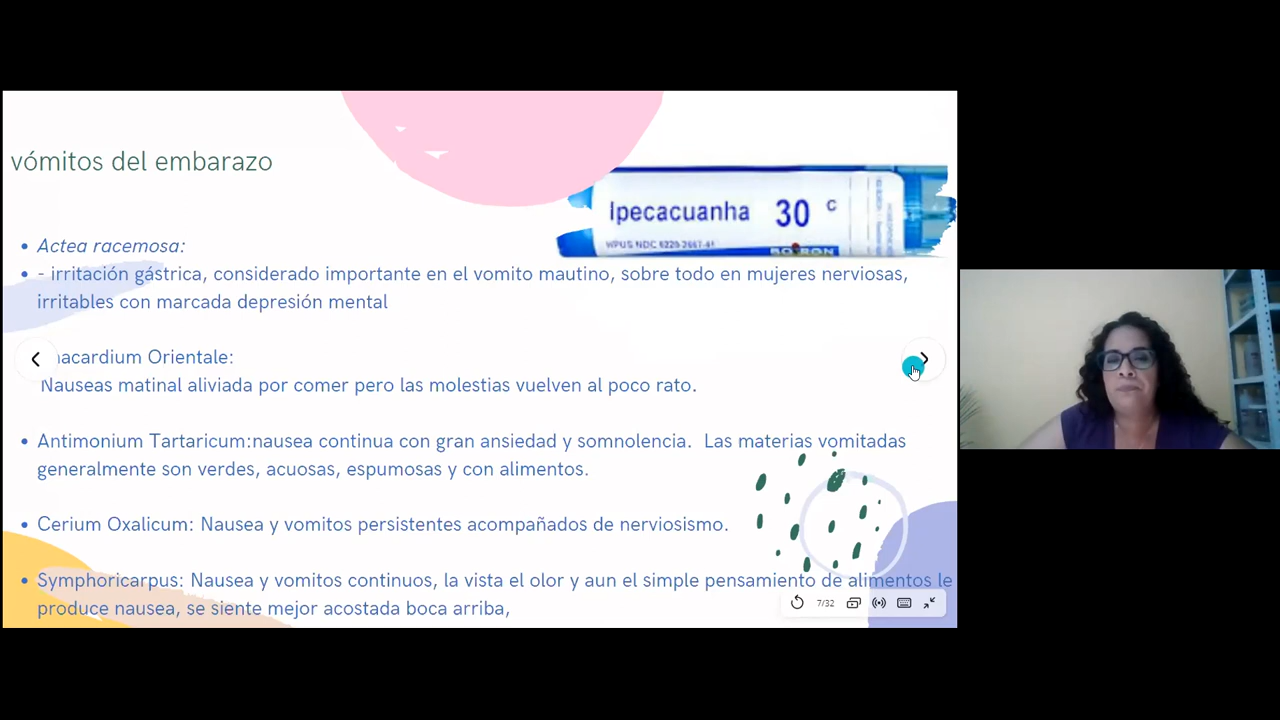 vómitos del embarazo
Ipecacuanha 30 C
BOIRON
• Actea racemosa:
• - irritación gástrica, considerado importante en el vomito mautino, sobre todo en mujeres nerviosas,
irritables con marcada depresión mental
nacardium Orientale:
Nauseas matinal aliviada por comer pero las molestias vuelven al poco rato.
• Antimonium Tartaricum:nausea continua con gran ansiedad y somnolencia. Las materias vomitadas
generalmente son verdes, acuosas, espumosas y con alimentos.
• Cerium Oxalicum: Nausea y vomitos persistentes acompañados de nerviosismo.
• Symphoricarpus: Nausea y vomitos continuos, la vista el olor y aun el simple pensamiento de alimentos le
produce nausea, se siente mejor acostada boca arriba,
7/32